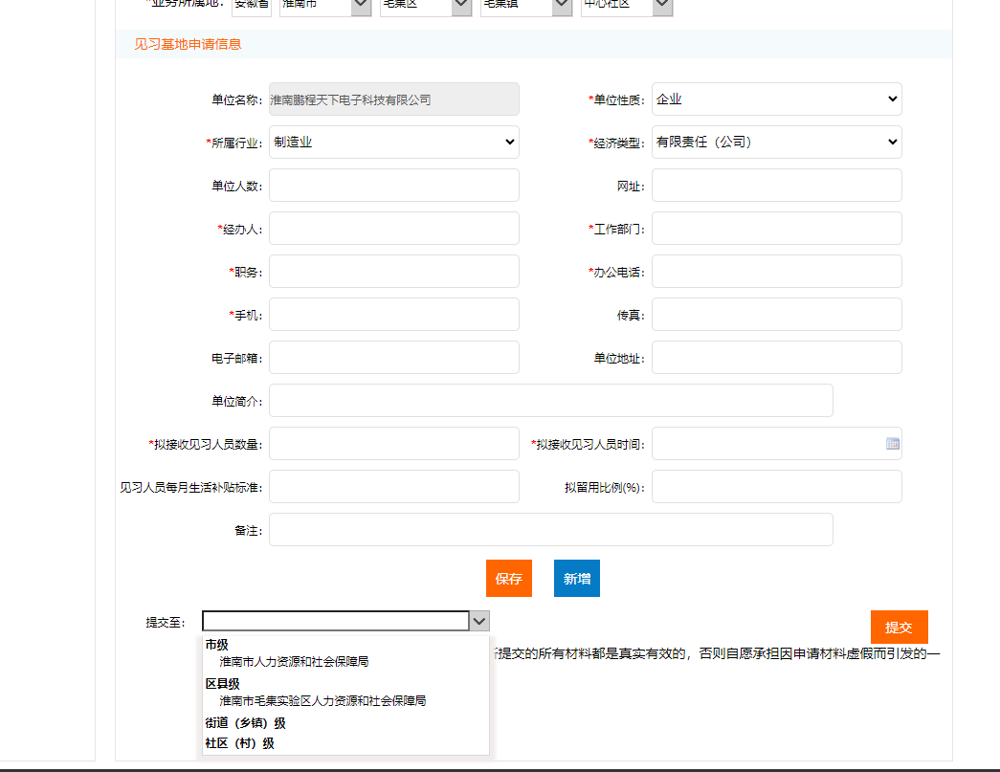 *业务所属地: 安徽省 淮南市 毛集区 毛集镇 中心社区
见习基地申请信息
单位名称: 淮南鹏程天下电子科技有限公司 *单位性质: 企业
*所属行业: 制造业 *经济类型: 有限责任（公司）
单位人数: 网址:
*经办人: *工作部门:
*职务: *办公电话:
*手机: 传真:
电子邮箱: 单位地址:
单位简介:
*拟接收见习人员数量: *拟接收见习人员时间:
见习人员每月生活补贴标准: 拟留用比例(%):
备注:
保存 新增
提交至: 提交
市级
淮南市人力资源和社会保障局
提交的所有材料都是真实有效的，否则自愿承担因申请材料虚假而引发的一
区县级
淮南市毛集实验区人力资源和社会保障局
街道（乡镇）级
社区（村）级